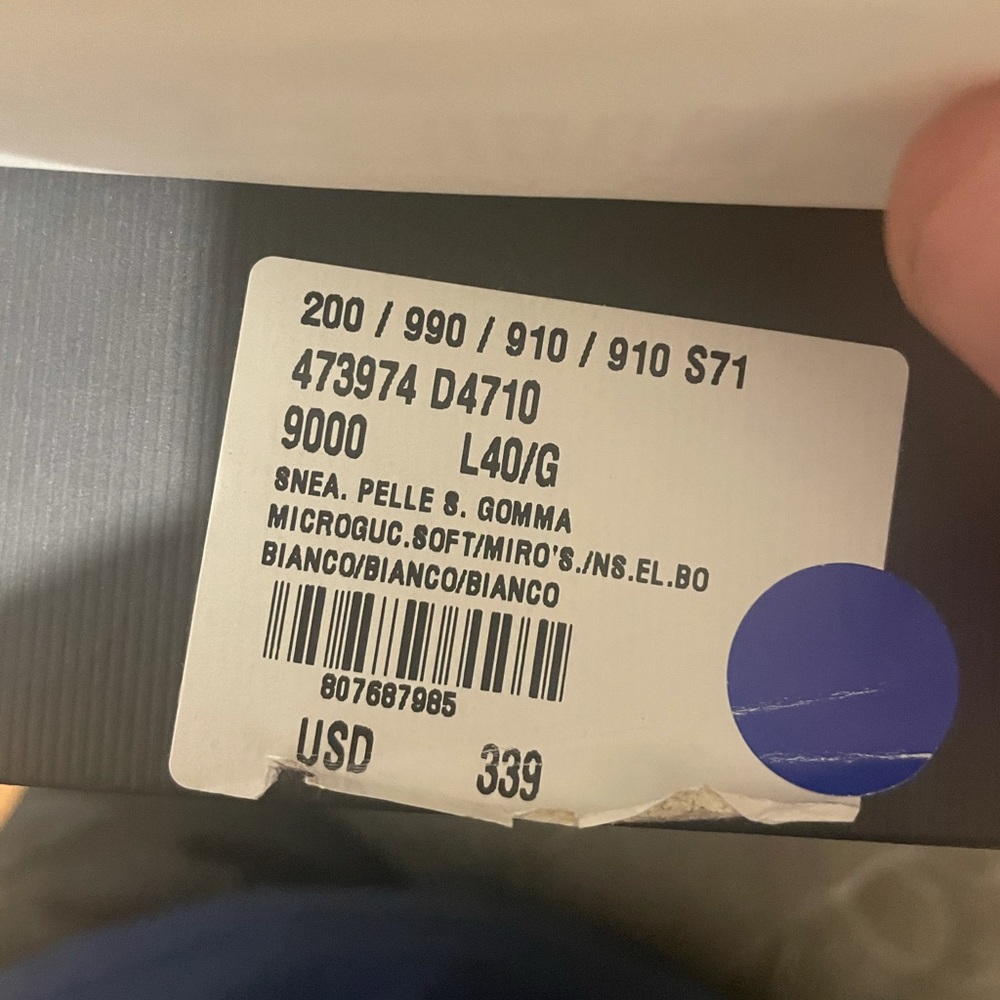 200 / 990 / 910 / 910 S71
473974 D4710
9000 L40/G
SNEA. PELLE S. GOMMA
MICROGUC.SOFT/MIRO'S./NS.EL.BO
BIANCO/BIANCO/BIANCO
807687985
USD 339